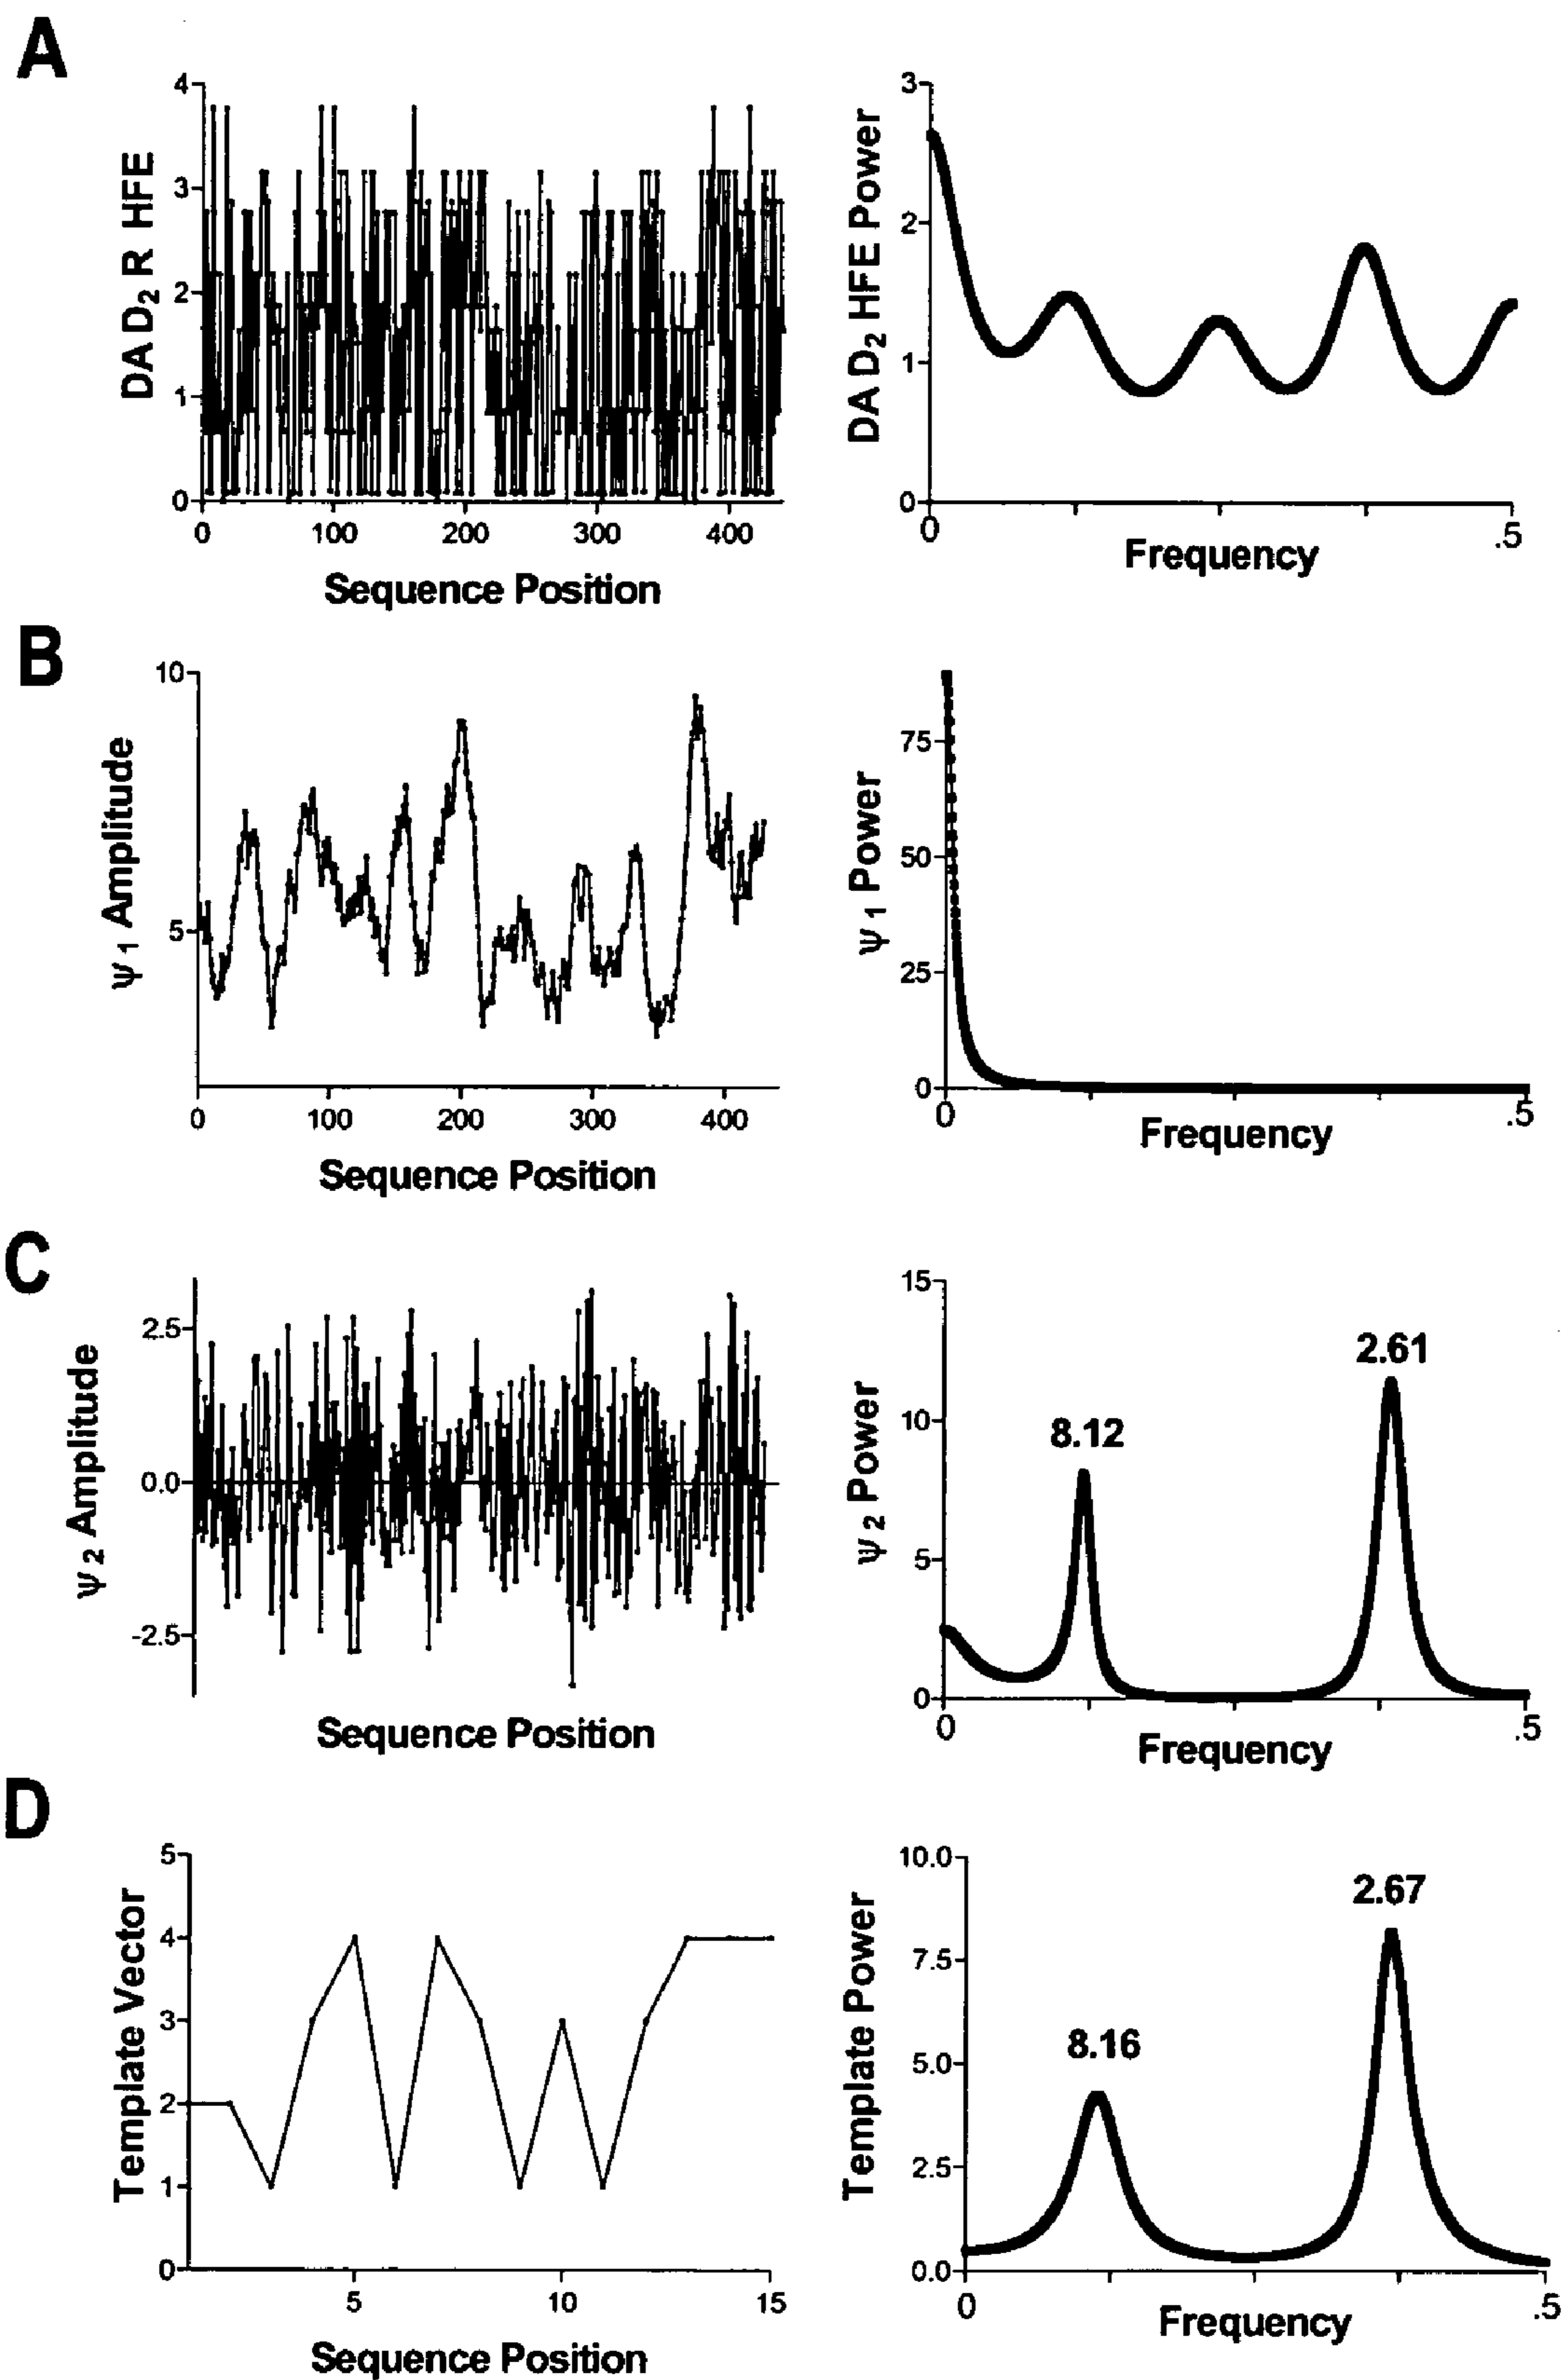 A
DA D2 R HFE
4
3
2
1
0
0 100 200 300 400
Sequence Position
DA D2 HFE Power
3
2
1
0
0 .5
Frequency
B
ψ 1 Amplitude
10
5
0 100 200 300 400
Sequence Position
ψ 1 Power
75
50
25
0
0 .5
Frequency
C
ψ 2 Amplitude
2.5
0.0
-2.5
Sequence Position
ψ 2 Power
15
10
5
0
8.12
2.61
0 .5
Frequency
D
Template Vector
5
4
3
2
1
0
5 10 15
Sequence Position
Template Power
10.0
7.5
5.0
2.5
0.0
8.16
2.67
0 .5
Frequency